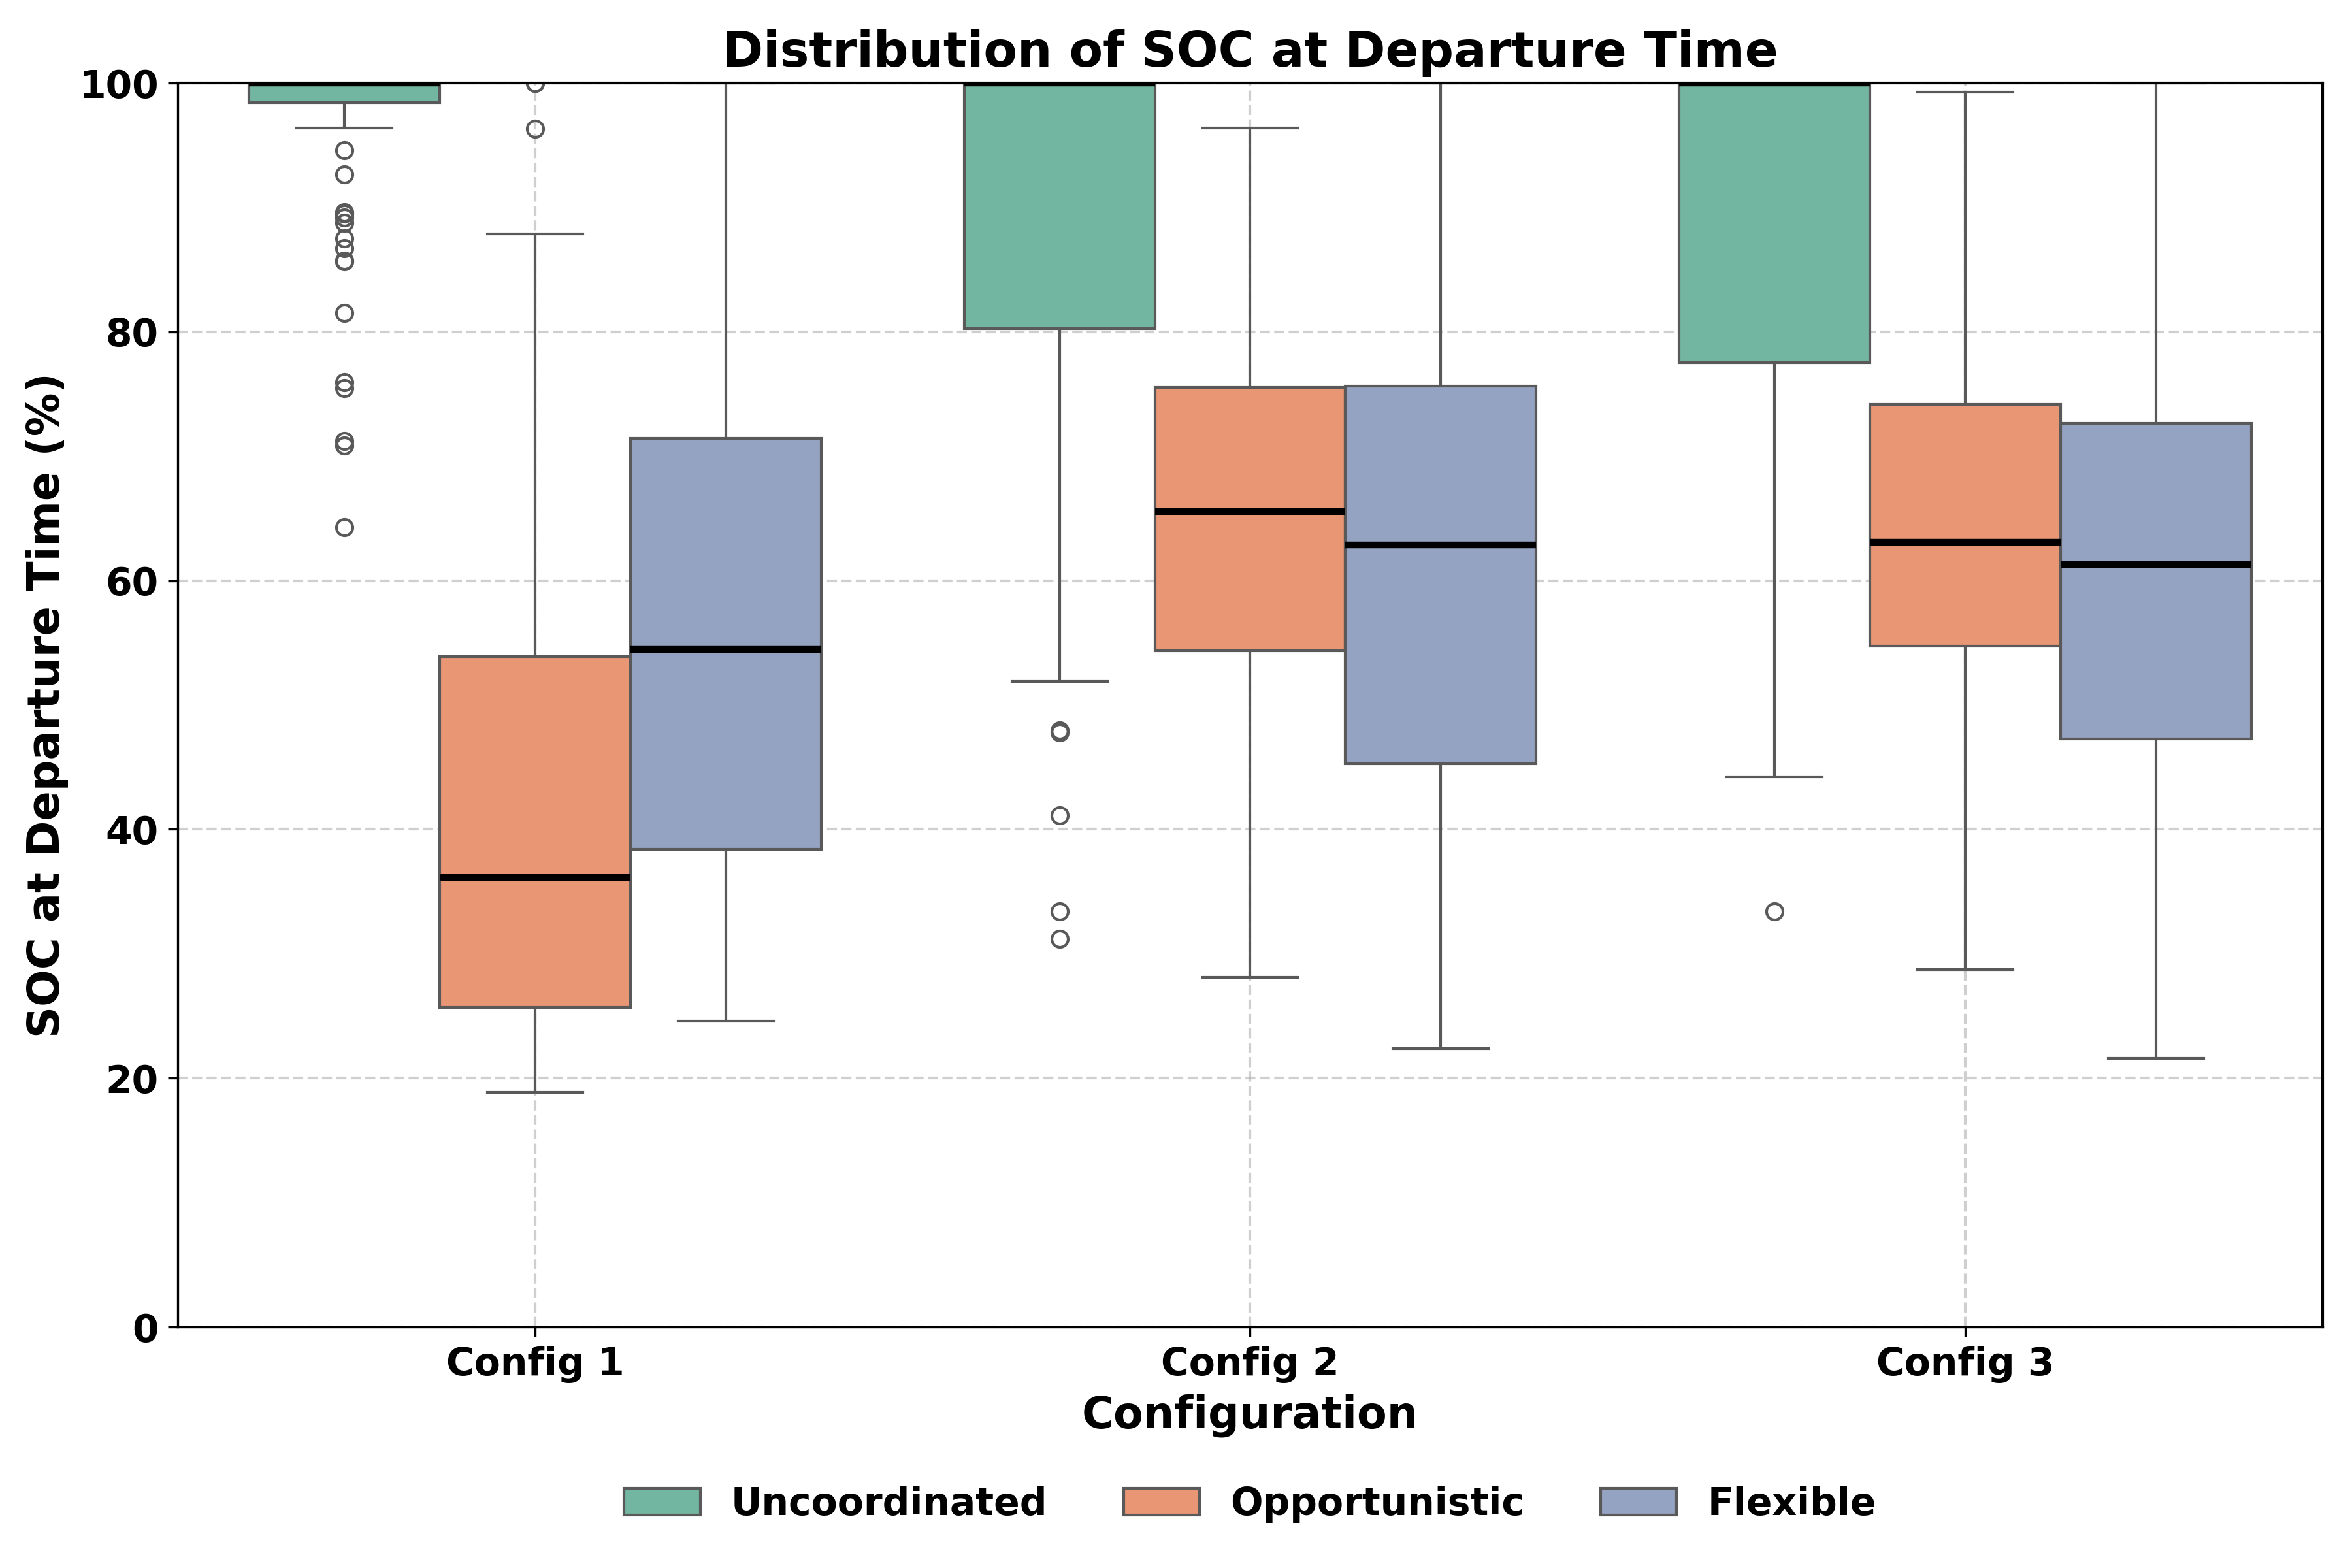 Distribution of SOC at Departure Time
SOC at Departure Time (%)
100
80
60
40
20
0
Config 1 Config 2 Config 3
Configuration
Uncoordinated Opportunistic Flexible